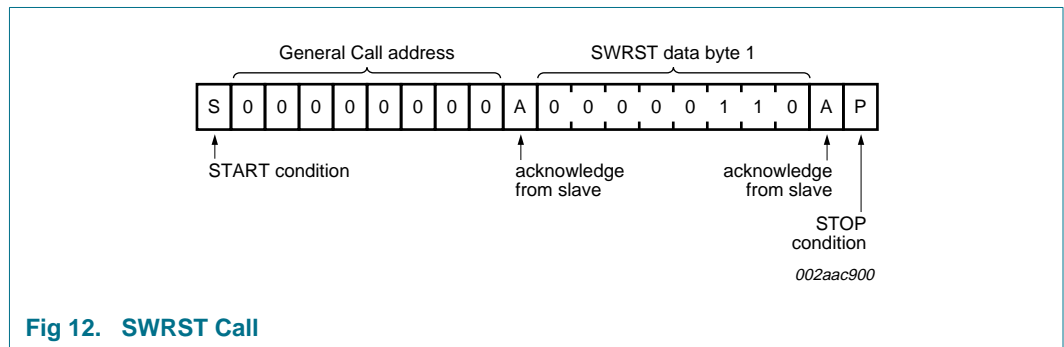 General Call address SWRST data byte 1
S 0 0 0 0 0 0 0 0 A 0 0 0 0 0 1 1 0 A P
START condition acknowledge acknowledge
from slave from slave
STOP
condition
002aac900
Fig 12. SWRST Call